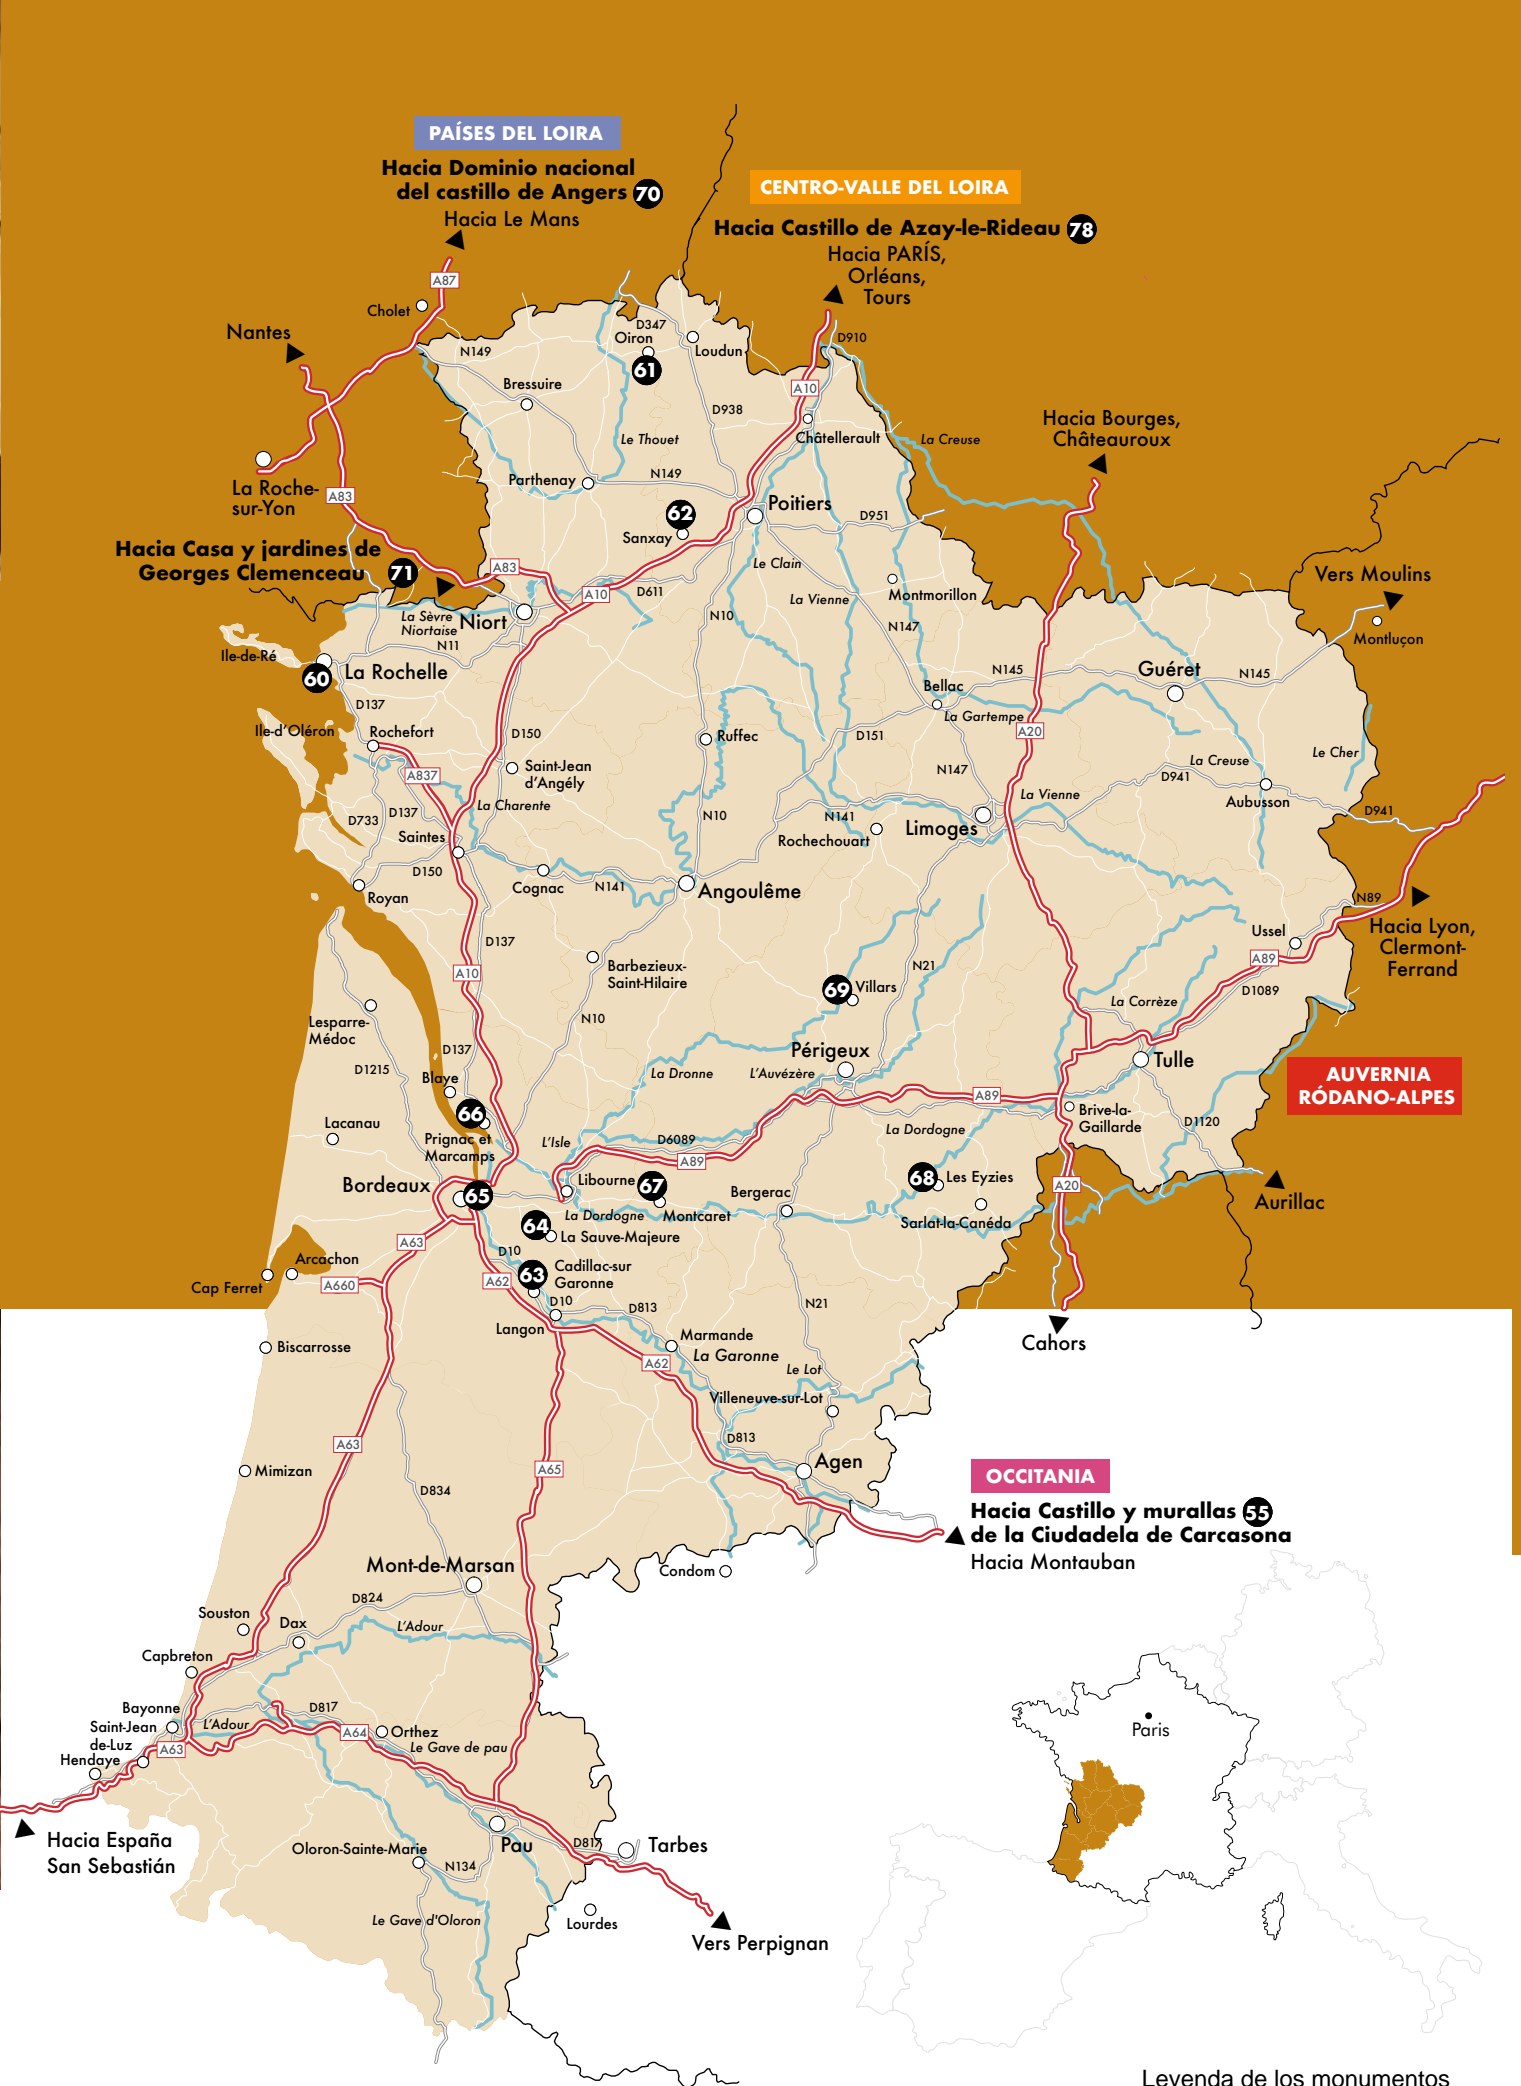 PAÍSES DEL LOIRA
Hacia Dominio nacional
del castillo de Angers 70
Hacia Le Mans
CENTRO-VALLE DEL LOIRA
Hacia Castillo de Azay-le-Rideau 78
Hacia PARÍS,
Orléans,
Tours
A87
Cholet
Nantes
N149
D347
Oiron
Loudun
61
D910
Bressuire
A10
D938
Châtellerault
La Creuse
Le Thouet
Hacia Bourges,
Châteauroux
Parthenay
N149
La Roche-
sur-Yon
A83
Poitiers
62
D951
Sanxay
Hacia Casa y jardines de
Georges Clemenceau 71
A83
Le Clain
Vers Moulins
A10
D611
La Vienne
Montmorillon
La Sèvre
Niortaise
Niort
N10
N147
Montluçon
N11
Ile-de-Ré
60
La Rochelle
N145
Guéret
N145
Bellac
D137
La Gartempe
Ile-d'Oléron
Rochefort
D150
Ruffec
D151
A20
Le Cher
A837
Saint-Jean
d'Angély
N147
La Creuse
D941
La Charente
La Vienne
Aubusson
D733
D137
N10
N141
D941
Saintes
Rochechouart
Limoges
D150
Cognac
N141
Angoulême
Royan
N89
Hacia Lyon,
Clermont-
Ferrand
Ussel
D137
A89
A10
Barbezieux-
Saint-Hilaire
N21
69
Villars
D1089
La Corrèze
Lesparre-
Médoc
N10
D137
Périgueux
Tulle
D1215
La Dronne
L'Auvézère
Blaye
AUVERNIA
RÓDANO-ALPES
A89
66
Brive-la-
Gaillarde
Lacanau
D1120
Prignac et
Marcamps
L'Isle
D6089
La Dordogne
A89
Bordeaux
65
Libourne
67
68
Les Eyzies
A20
Bergerac
Aurillac
64
La Dordogne
Montcaret
Sarlat-la-Canéda
La Sauve-Majeure
A63
D10
Arcachon
Cap Ferret
A660
A62
63
Cadillac-sur
Garonne
D10
D813
N21
Langon
Marmande
Cahors
Biscarrosse
La Garonne
A62
Le Lot
Villeneuve-sur-Lot
A63
D813
Agen
Mimizan
A65
OCCITANIA
D834
Hacia Castillo y murallas 55
de la Ciudadela de Carcasona
Hacia Montauban
Mont-de-Marsan
Condom
D824
Souston
Dax
L'Adour
Capbreton
Bayonne
D817
Saint-Jean
de-Luz
L'Adour
A64
Orthez
Le Gave de pau
Paris
A63
Hendaye
Hacia España
San Sebastián
Pau
D817
Tarbes
Oloron-Sainte-Marie
N134
Le Gave d'Oloron
Lourdes
Vers Perpignan
Leyenda de los monumentos